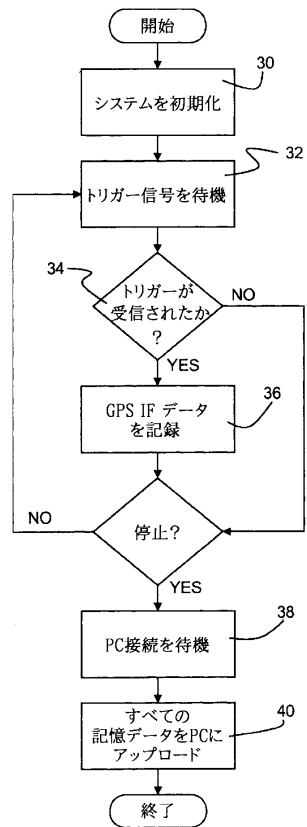 開始
30
システムを初期化
32
トリガー信号を待機
34
トリガーが
受信されたか
?
NO
YES
36
GPS IF データ
を記録
停止?
NO
YES
38
PC接続を待機
40
すべての
記憶データをPCに
アップロード
終了